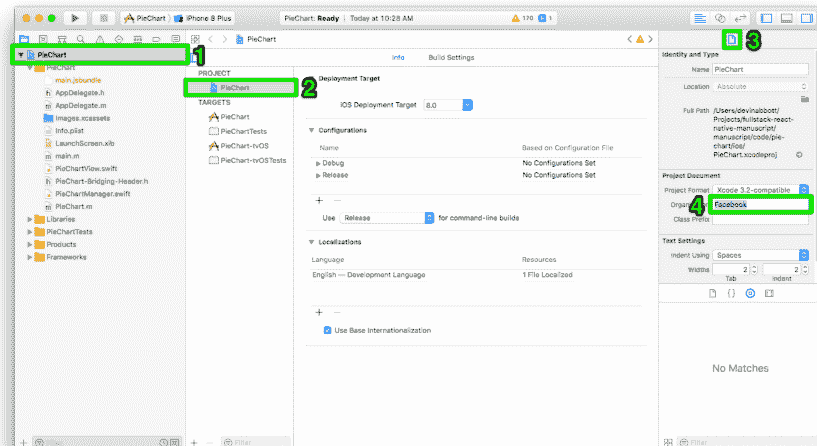 PieChart
iPhone 8 Plus
PieChart: Ready | Today at 10:28 AM
170
1
PieChart
1
PieChart
main.jsbundle
AppDelegate.h
AppDelegate.m
Images.xcassets
Info.plist
LaunchScreen.xib
main.m
PieChartView.swift
PieChart-Bridging-Header.h
PieChartManager.swift
PieChart.m
Libraries
PieChartTests
Products
Frameworks
Filter
PieChart
PROJECT
PieChart
2
TARGETS
PieChart
PieChartTests
PieChart-tvOS
PieChart-tvOSTests
Filter
Info
Build Settings
Deployment Target
iOS Deployment Target 8.0
Configurations
Name
Based on Configuration File
Debug
No Configurations Set
Release
No Configurations Set
Use Release for command-line builds
Localizations
Language
Resources
English — Development Language
1 File Localized
Use Base Internationalization
3
Identity and Type
Name PieChart
Location Absolute
Full Path /Users/devinabbott/
Projects/fullstack-react-
native-manuscript/
manuscript/code/pie-
chart/ios/
PieChart.xcodeproj
Project Document
Project Format Xcode 3.2-compatible
4
Facebook
Class Prefix
Text Settings
Indent Using Spaces
Widths 2 2
Tab Indent
No Matches
Filter